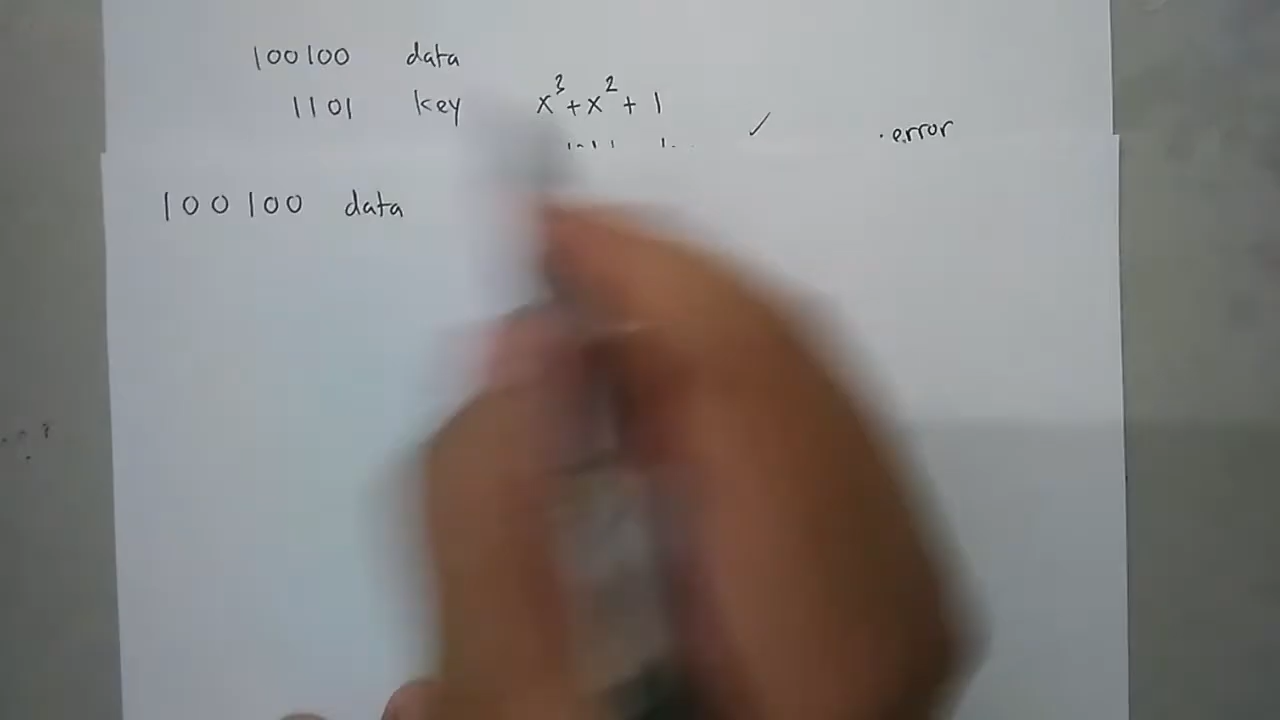 100100 data
1101 key x³+x²+1
✓ . error
100100 data